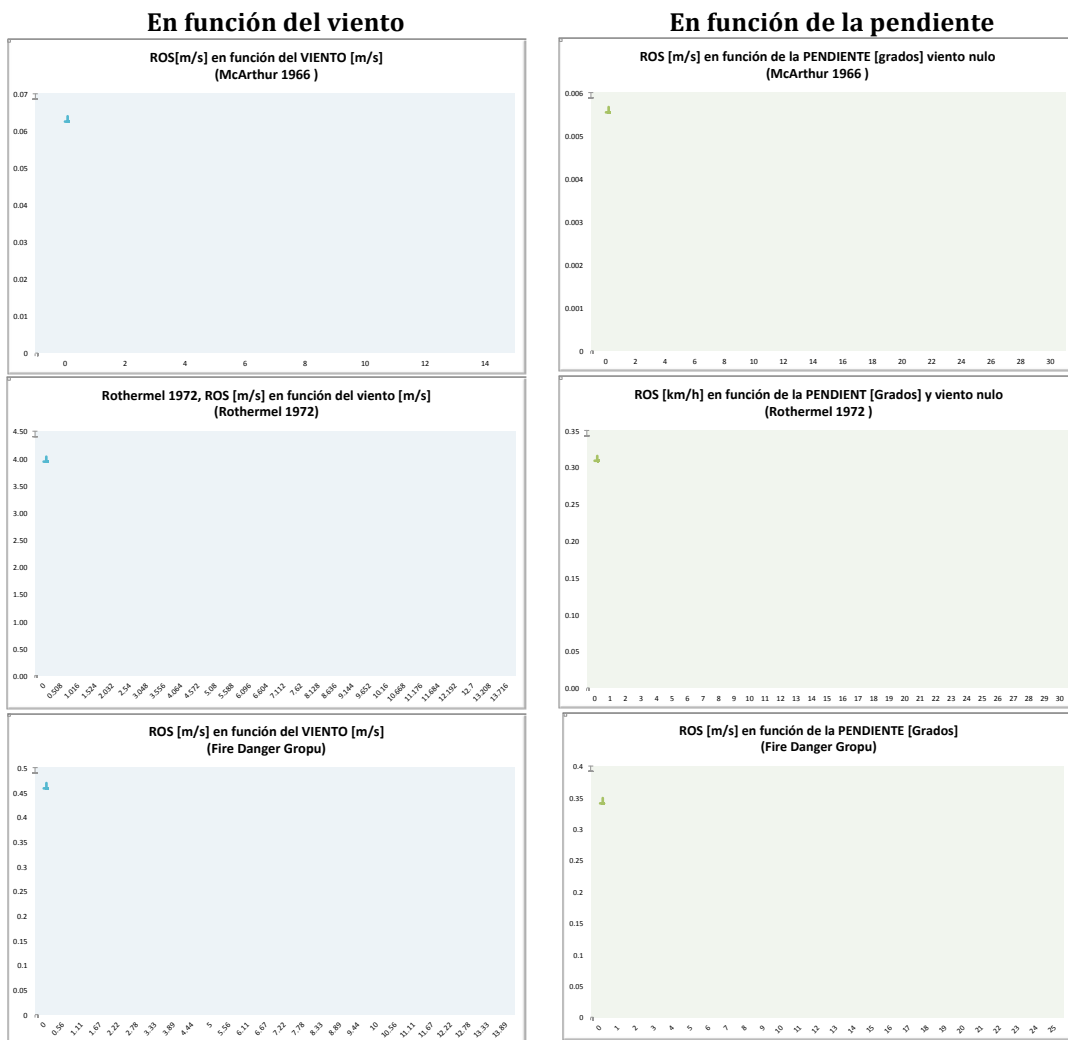 En función del viento
En función de la pendiente
ROS[m/s] en función del VIENTO [m/s]
(McArthur 1966 )
0.07
0.06
0.05
0.04
0.03
0.02
0.01
0
0 2 4 6 8 10 12 14
ROS [m/s] en función de la PENDIENTE [grados] viento nulo
(McArthur 1966 )
0.006
0.005
0.004
0.003
0.002
0.001
0
0 2 4 6 8 10 12 14 16 18 20 22 24 26 28 30
Rothermel 1972, ROS [m/s] en función del viento [m/s]
(Rothermel 1972)
4.50
4.00
3.50
3.00
2.50
2.00
1.50
1.00
0.50
0.00
0 0.508 1.016 1.524 2.032 2.54 3.048 3.556 4.064 4.572 5.08 5.588 6.096 6.604 7.112 7.62 8.128 8.636 9.144 9.652 10.16 10.668 11.176 11.684 12.192 12.7 13.208 13.716
ROS [km/h] en función de la PENDIENT [Grados] y viento nulo
(Rothermel 1972 )
0.35
0.30
0.25
0.20
0.15
0.10
0.05
0.00
0 1 2 3 4 5 6 7 8 9 10 11 12 13 14 15 16 17 18 19 20 21 22 23 24 25 26 27 28 29 30
ROS [m/s] en función del VIENTO [m/s]
(Fire Danger Gropu)
0.5
0.45
0.4
0.35
0.3
0.25
0.2
0.15
0.1
0.05
0
0 0.56 1.11 1.67 2.22 2.78 3.33 3.89 4.44 5 5.56 6.11 6.67 7.22 7.78 8.33 8.89 9.44 10 10.56 11.11 11.67 12.22 12.78 13.33 13.89
ROS [m/s] en función de la PENDIENTE [Grados]
(Fire Danger Gropu)
0.4
0.35
0.3
0.25
0.2
0.15
0.1
0.05
0
0 1 2 3 4 5 6 7 8 9 10 11 12 13 14 15 16 17 18 19 20 21 22 23 24 25